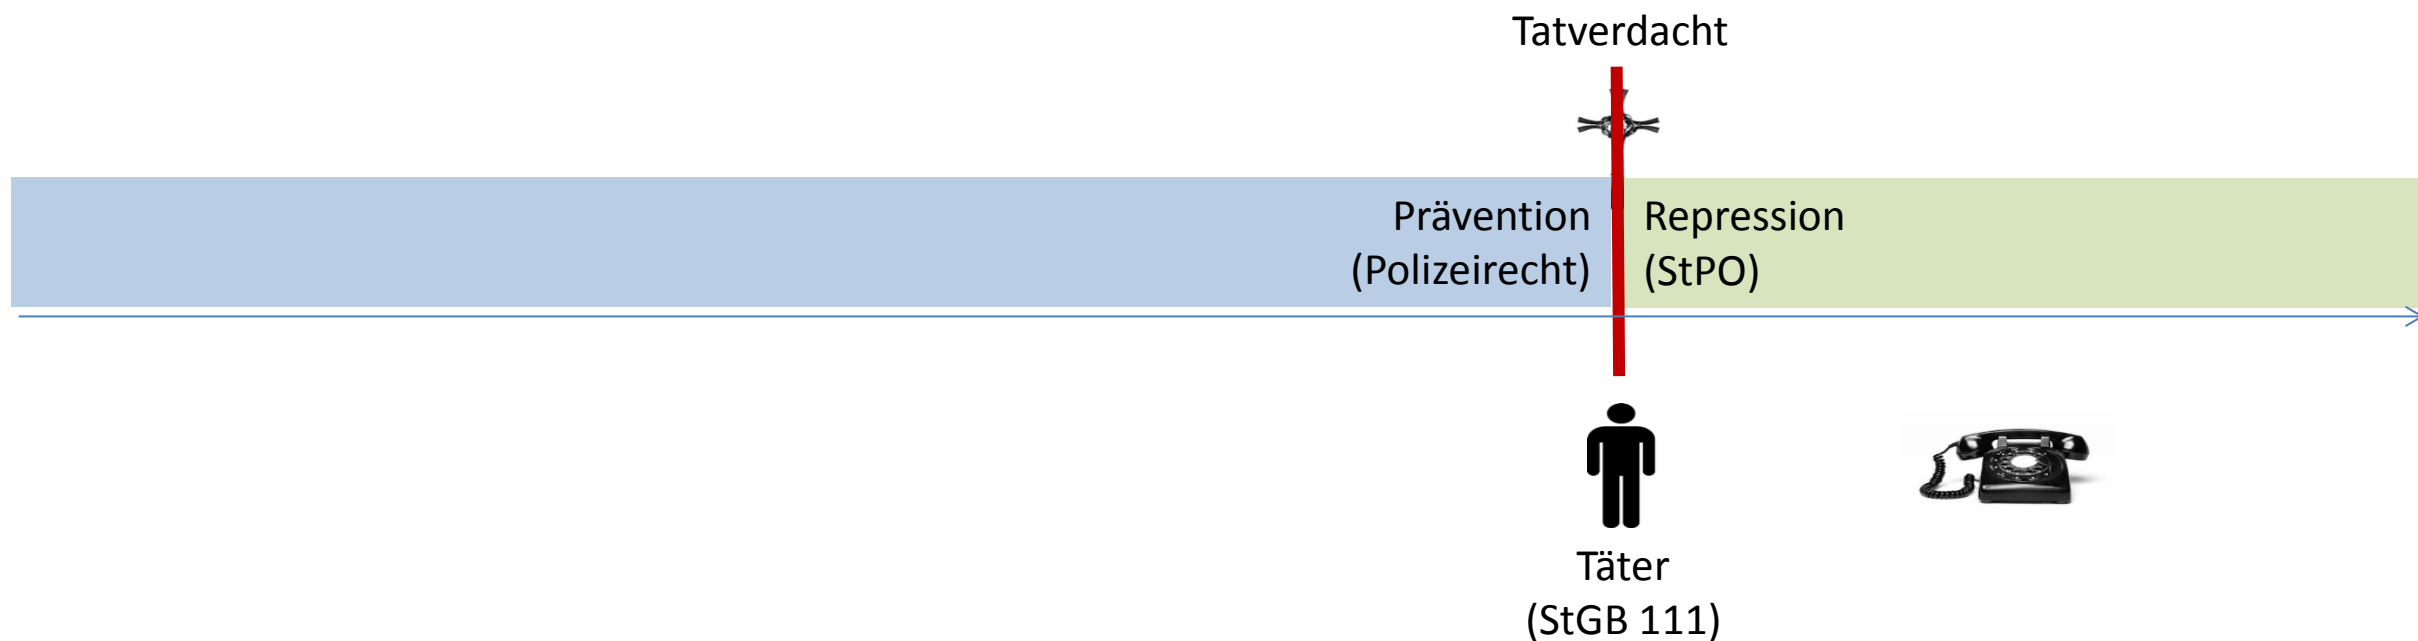 Tatverdacht
Prävention
(Polizeirecht)
Repression
(StPO)
Täter
(StGB 111)